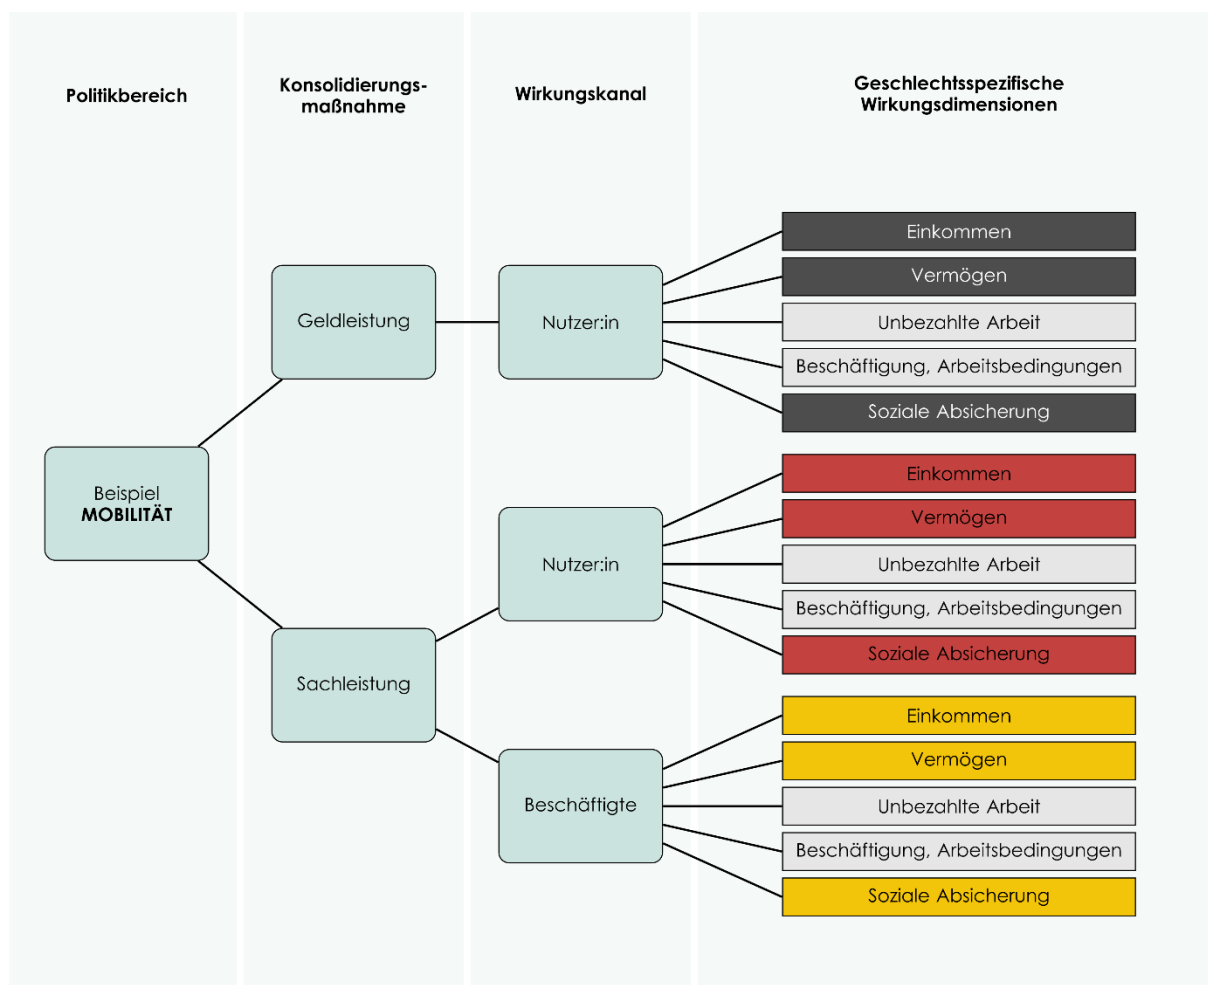 Politikbereich
Konsolidierungs-
maßnahme
Wirkungskanal
Geschlechtsspezifische
Wirkungsdimensionen
Beispiel
MOBILITÄT
Geldleistung
Nutzer:in
Einkommen
Vermögen
Unbezahlte Arbeit
Beschäftigung, Arbeitsbedingungen
Soziale Absicherung
Sachleistung
Nutzer:in
Einkommen
Vermögen
Unbezahlte Arbeit
Beschäftigung, Arbeitsbedingungen
Soziale Absicherung
Beschäftigte
Einkommen
Vermögen
Unbezahlte Arbeit
Beschäftigung, Arbeitsbedingungen
Soziale Absicherung